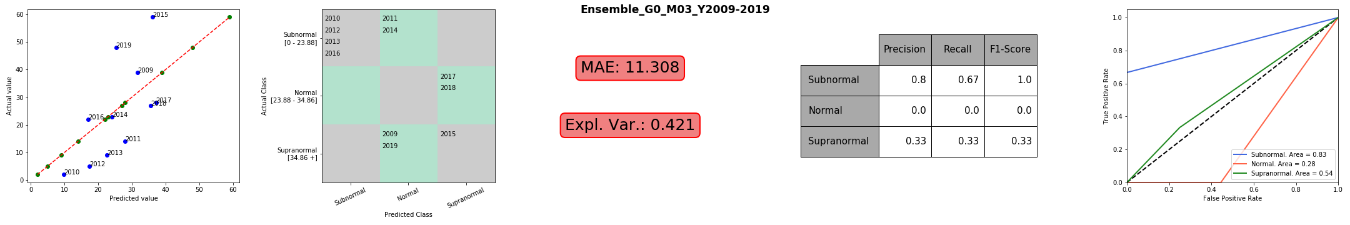 Ensemble_G0_M03_Y2009-2019
60
50
40
30
20
10
0
Actual value
0 10 20 30 40 50 60
Predicted value
2015
2019
2009
2017
2016
2014
2011
2013
2012
2010
Actual Class
Subnormal
[0 - 23.88]
Normal
[23.88 - 34.86]
Supranormal
[34.86 +]
2010
2012
2013
2016
2011
2014
2017
2018
2009
2019
2015
Subnormal Normal Supranormal
Predicted Class
MAE: 11.308
Expl. Var.: 0.421
Precision Recall F1-Score
Subnormal 0.8 0.67 1.0
Normal 0.0 0.0 0.0
Supranormal 0.33 0.33 0.33
True Positive Rate
1.0
0.8
0.6
0.4
0.2
0.0
Subnormal. Area = 0.83
Normal. Area = 0.28
Supranormal. Area = 0.54
0.0 0.2 0.4 0.6 0.8 1.0
False Positive Rate